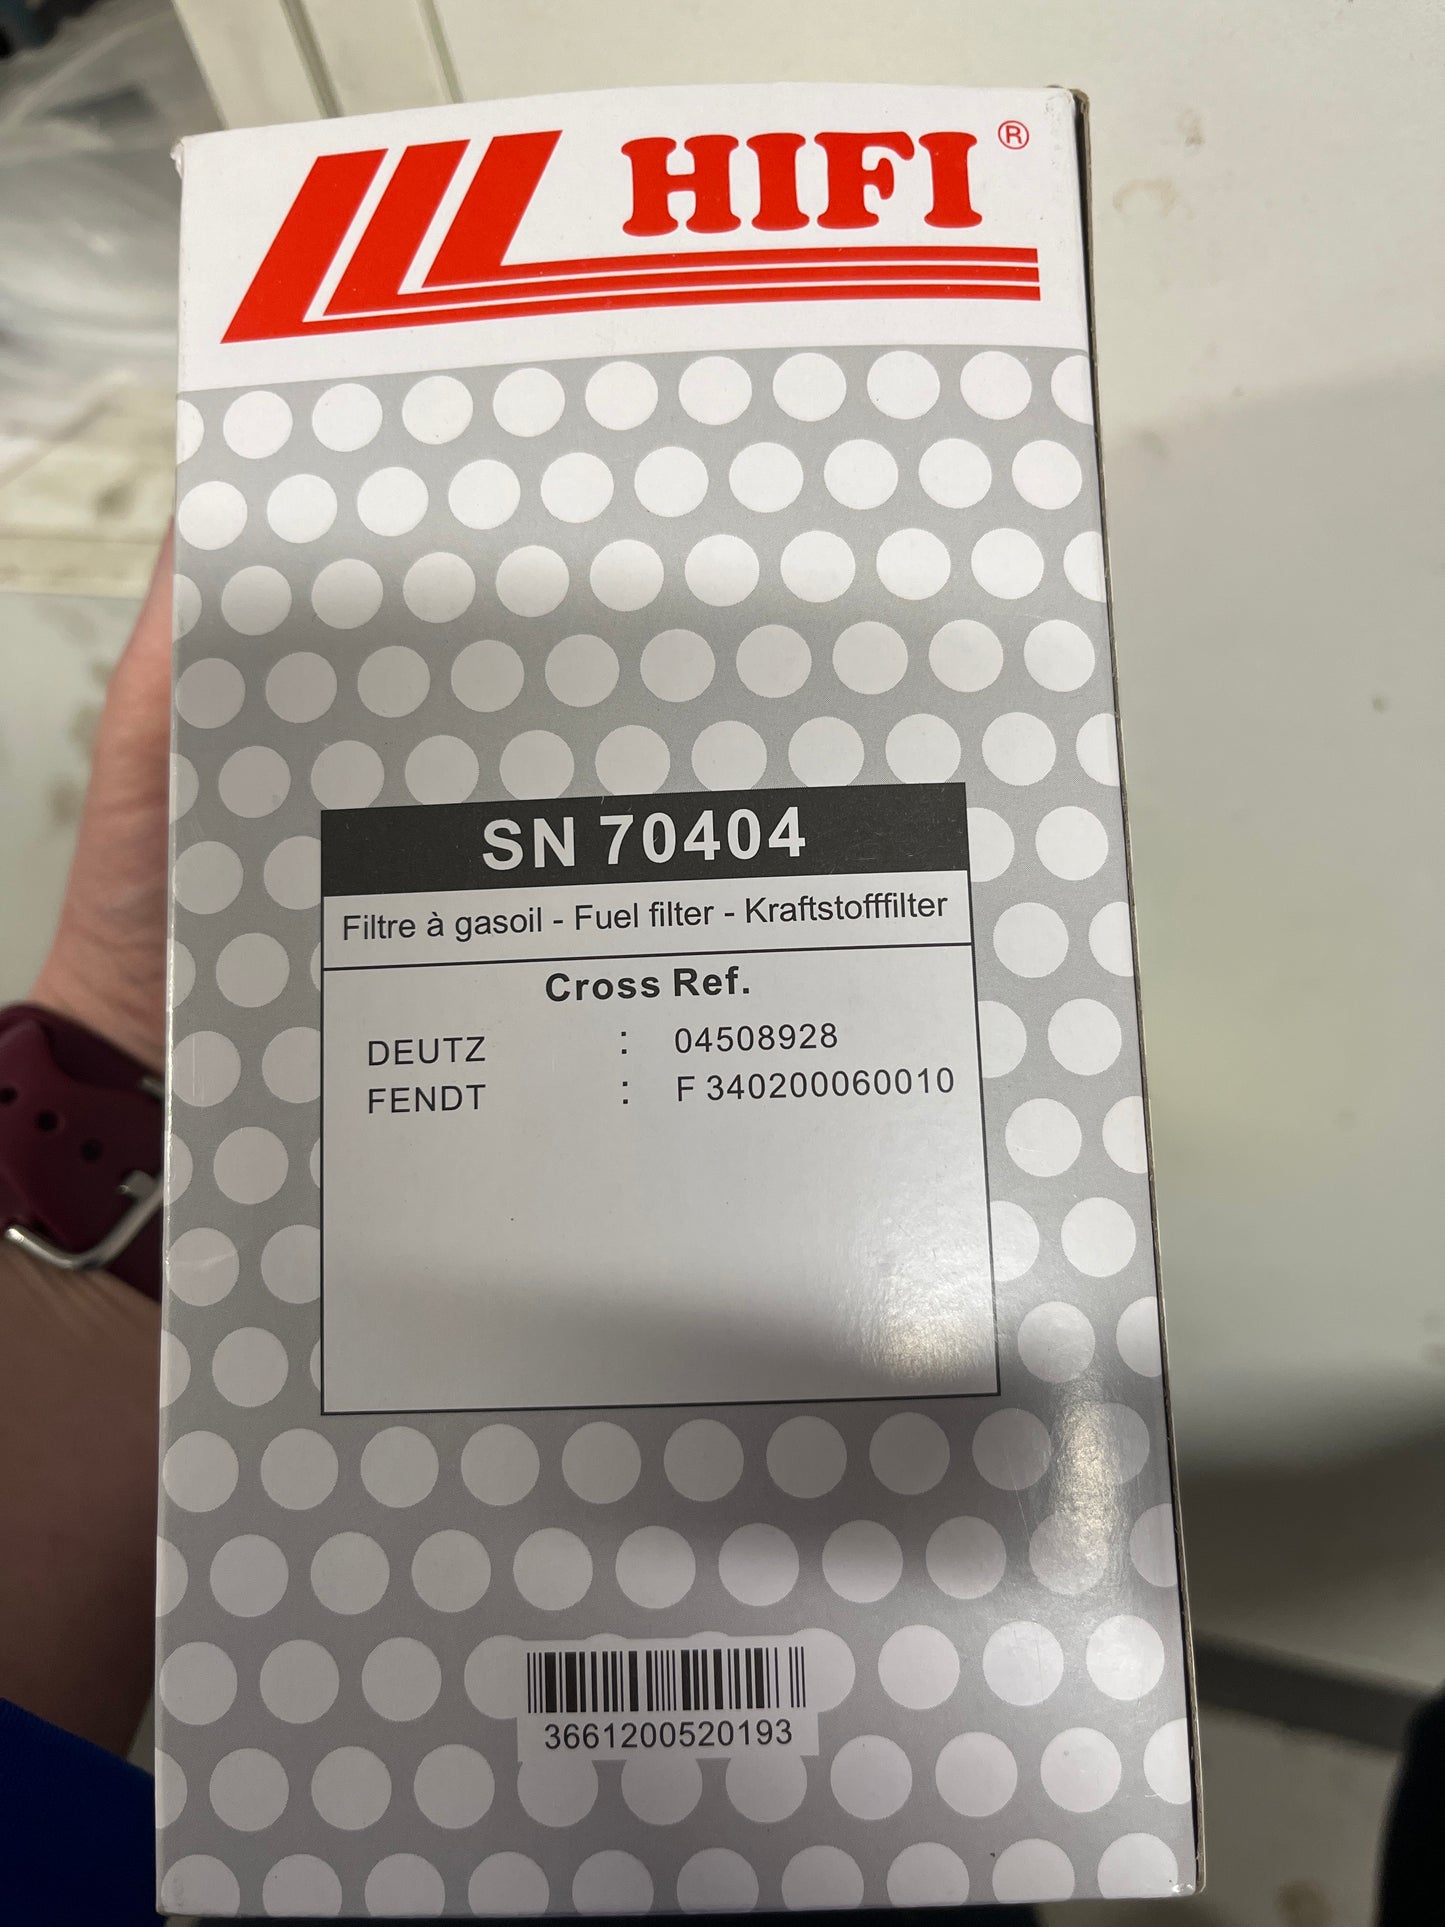 HIFI®
SN 70404
Filtre à gasoil - Fuel filter - Kraftstofffilter
Cross Ref.
DEUTZ : 04508928
FENDT : F 340200060010
3661200520193